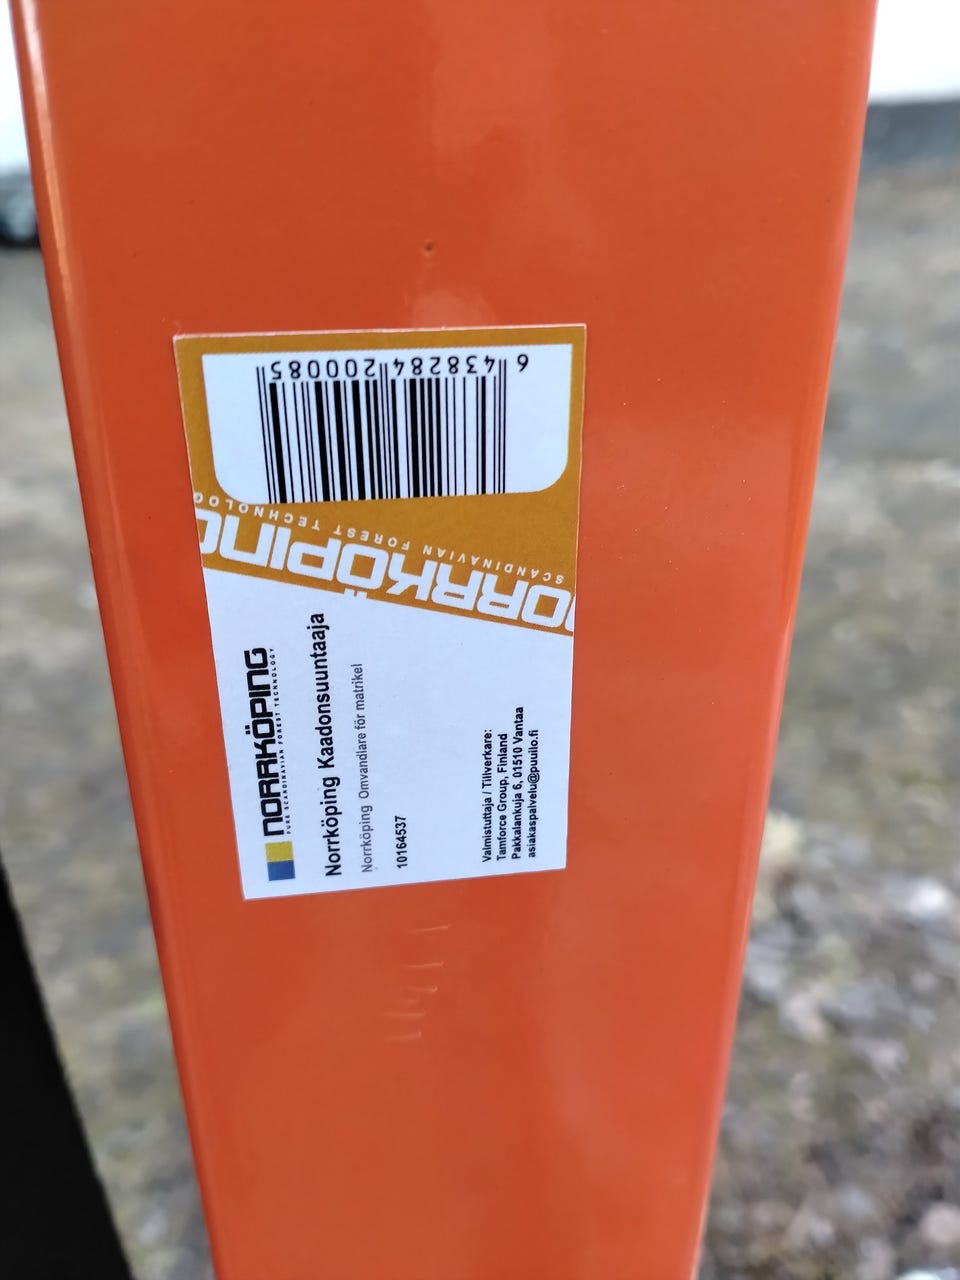 6 438284 200085
SCANDINAVIAN FOREST TECHNOLOG
NORRKÖPING
NORRKÖPING
PURE SCANDINAVIAN FOREST TECHNOLOGY
Norrköping Kaadonsuuntaaja
Norrköping Omvandlare för matrikel
10164537
Valmistuttaja / Tillverkare:
Tamforce Group, Finland
Pakkalankuja 6, 01510 Vantaa
asiakaspalvelu@puuilo.fi